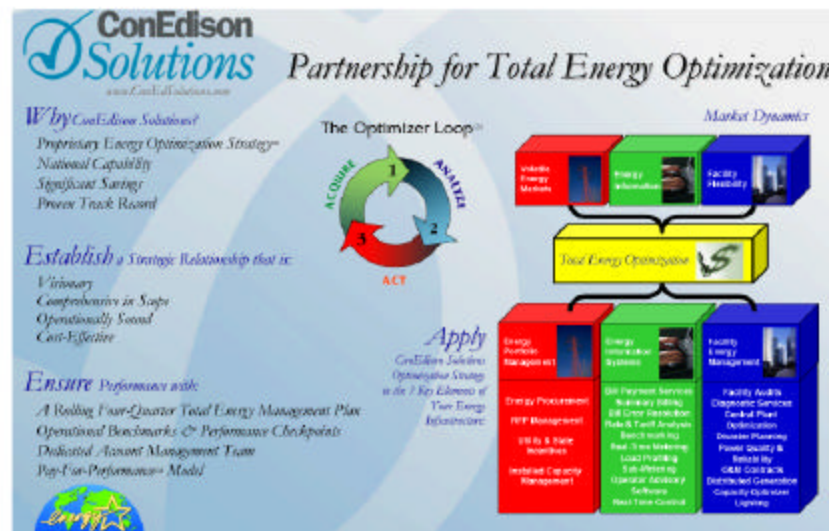 ConEdison
Solutions
www.ConEdSolutions.com
Partnership for Total Energy Optimization
Why ConEdison Solutions?
Proprietary Energy Optimization Strategy℠
National Capability
Significant Savings
Proven Track Record
Establish a Strategic Relationship that is:
Visionary
Comprehensive in Scope
Operationally Sound
Cost-Effective
Ensure Performance with:
A Rolling Four-Quarter Total Energy Management Plan
Operational Benchmarks & Performance Checkpoints
Dedicated Account Management Team
Pay-For-Performance℠ Model
energy
The Optimizer Loop
ACQUIRE
ANALYZE
ACT
1
2
3
Apply
ConEdison Solutions
Optimization Strategy
to the 3 Key Elements of
Your Energy
Infrastructure:
Market Dynamics
Volatile
Energy
Markets
Energy
Information
Facility
Flexibility
Total Energy Optimization
Energy
Portfolio
Management
Energy
Information
Systems
Facility
Energy
Management
Energy Procurement
RFP Management
Utility & State
Incentives
Installed Capacity
Management
Bill Payment Services
Summary Billing
Bill Error Resolution
Rate & Tariff Analysis
Benchmarking
Real-Time Metering
Load Profiling
Sub-Metering
Operator Advisory
Software
Real-Time Control
Facility Audits
Diagnostic Services
Central Plant
Optimization
Disaster Planning
Power Quality &
Reliability
O&M Contracts
Distributed Generation
Capacity Optimizer
Lighting